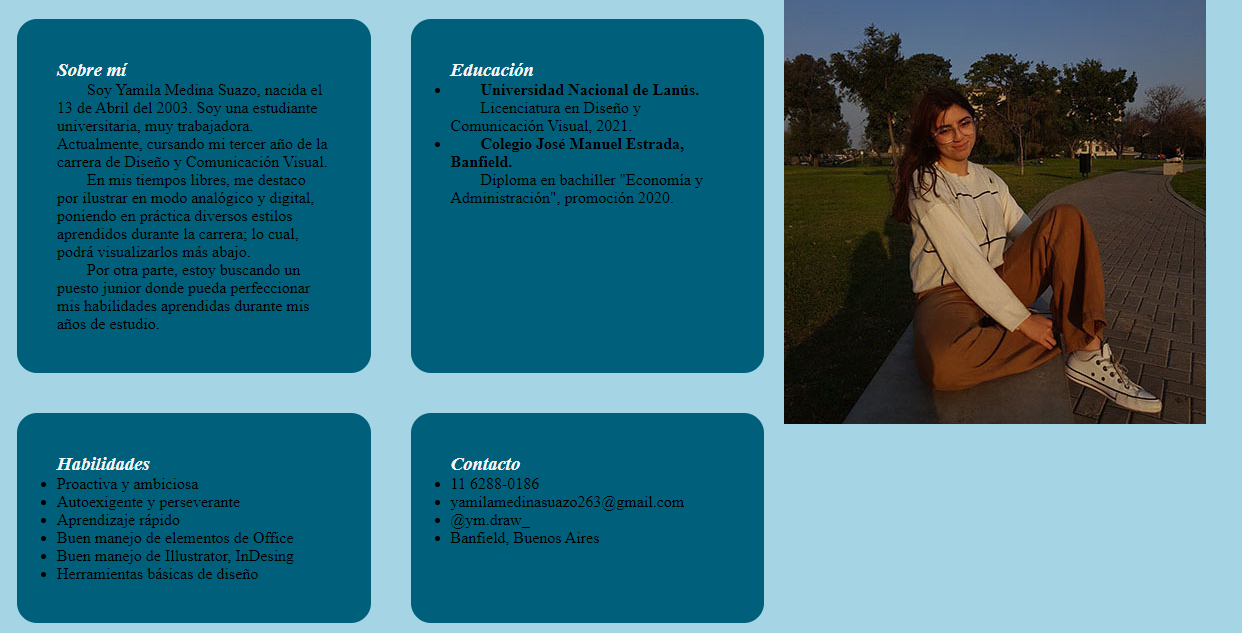 Sobre mí
Soy Yamila Medina Suazo, nacida el
13 de Abril del 2003. Soy una estudiante
universitaria, muy trabajadora.
Actualmente, cursando mi tercer año de la
carrera de Diseño y Comunicación Visual.
En mis tiempos libres, me destaco
por ilustrar en modo analógico y digital,
poniendo en práctica diversos estilos
aprendidos durante la carrera; lo cual,
podrá visualizarlos más abajo.
Por otra parte, estoy buscando un
puesto junior donde pueda perfeccionar
mis habilidades aprendidas durante mis
años de estudio.
Educación
Universidad Nacional de Lanús.
Licenciatura en Diseño y
Comunicación Visual, 2021.
Colegio José Manuel Estrada,
Banfield.
Diploma en bachiller "Economía y
Administración", promoción 2020.
Habilidades
Proactiva y ambiciosa
Autoexigente y perseverante
Aprendizaje rápido
Buen manejo de elementos de Office
Buen manejo de Illustrator, InDesing
Herramientas básicas de diseño
Contacto
11 6288-0186
yamilamedinasuazo263@gmail.com
@ym.draw_
Banfield, Buenos Aires